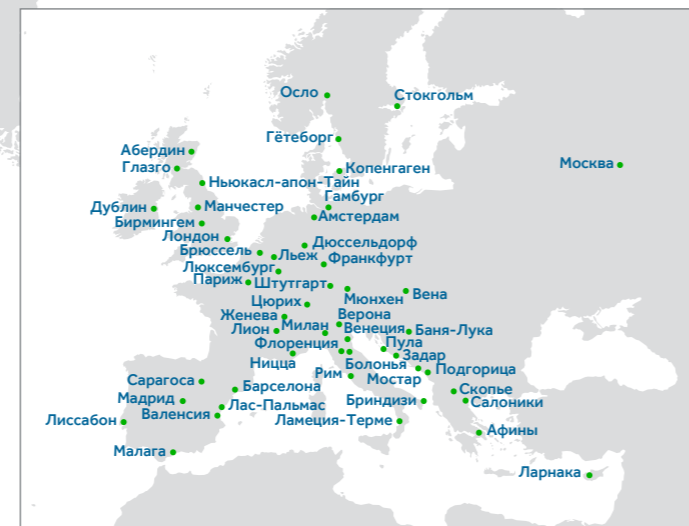 Осло
Стокгольм
Гётеборг
Абердин
Глазго
Копенгаген
Москва
Ньюкасл-апон-Тайн
Гамбург
Дублин
Манчестер
Амстердам
Бирмингем
Лондон
Дюссельдорф
Брюссель
Льеж
Франкфурт
Люксембург
Париж
Штутгарт
Мюнхен
Вена
Цюрих
Женева
Верона
Лион
Милан
Венеция
Баня-Лука
Флоренция
Пула
Задар
Ницца
Болонья
Подгорица
Рим
Мостар
Сарагоса
Барселона
Скопье
Мадрид
Лас-Пальмас
Бриндизи
Салоники
Валенсия
Лиссабон
Ламеция-Терме
Афины
Малага
Ларнака